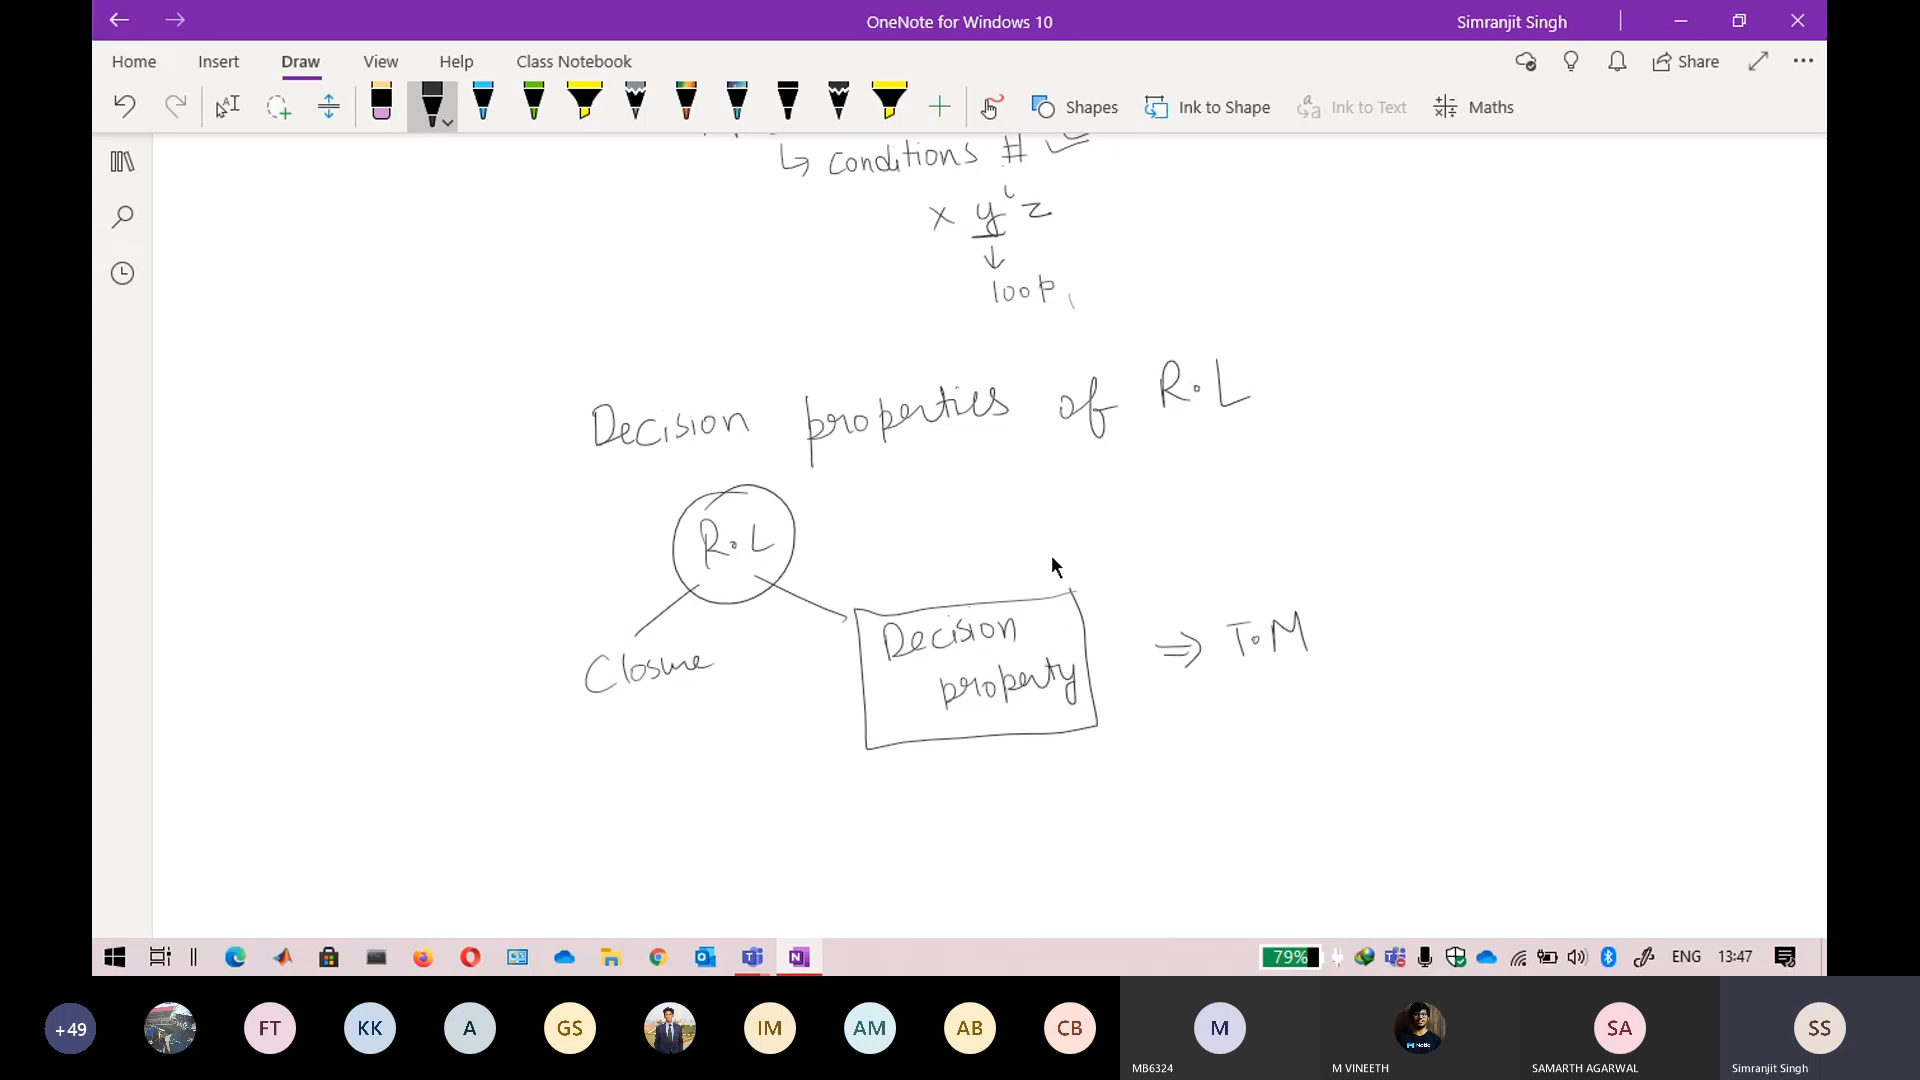 OneNote for Windows 10
Simranjit Singh
Home Insert Draw View Help Class Notebook
Share
Shapes Ink to Shape Ink to Text Maths
↳ conditions #
x yⁱ z
↓
loop
Decision properties of R.L
R.L
Closure
Decision
property
⇒ T.M
79% ENG 13:47
+49 FT KK A GS IM AM AB CB M SA SS
MB6324 M VINEETH SAMARTH AGARWAL Simranjit Singh